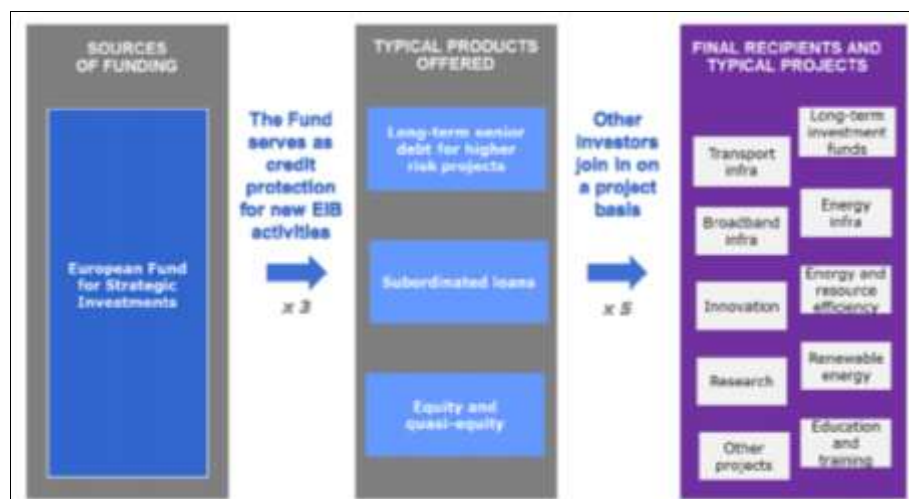 SOURCES
OF FUNDING
European Fund
for Strategic
Investments
The Fund
serves as
credit
protection
for new EIB
activities
x 3
TYPICAL PRODUCTS
OFFERED
Long-term senior
debt for higher
risk projects
Subordinated loans
Equity and
quasi-equity
Other
investors
join in on
a project
basis
x 5
FINAL RECIPIENTS AND
TYPICAL PROJECTS
Transport
infra
Long-term
investment
funds
Broadband
infra
Energy
infra
Innovation
Energy and
resource
efficiency
Research
Renewable
energy
Other
projects
Education
and
training